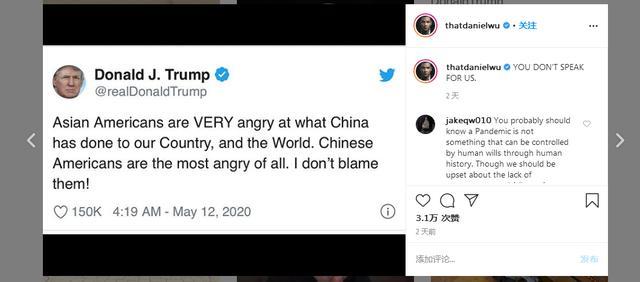 Donald J. Trump
@realDonaldTrump
Asian Americans are VERY angry at what China
has done to our Country, and the World. Chinese
Americans are the most angry of all. I don't blame
them!
150K 4:19 AM - May 12, 2020
thatdanielwu • 关注
thatdanielwu YOU DON'T SPEAK
FOR US.
2 天
jakeqw010 You probably should
know a Pandemic is not
something that can be controlled
by human wills through human
history. Though we should be
upset about the lack of
3.1万 次赞
2 天前
添加评论...
发布